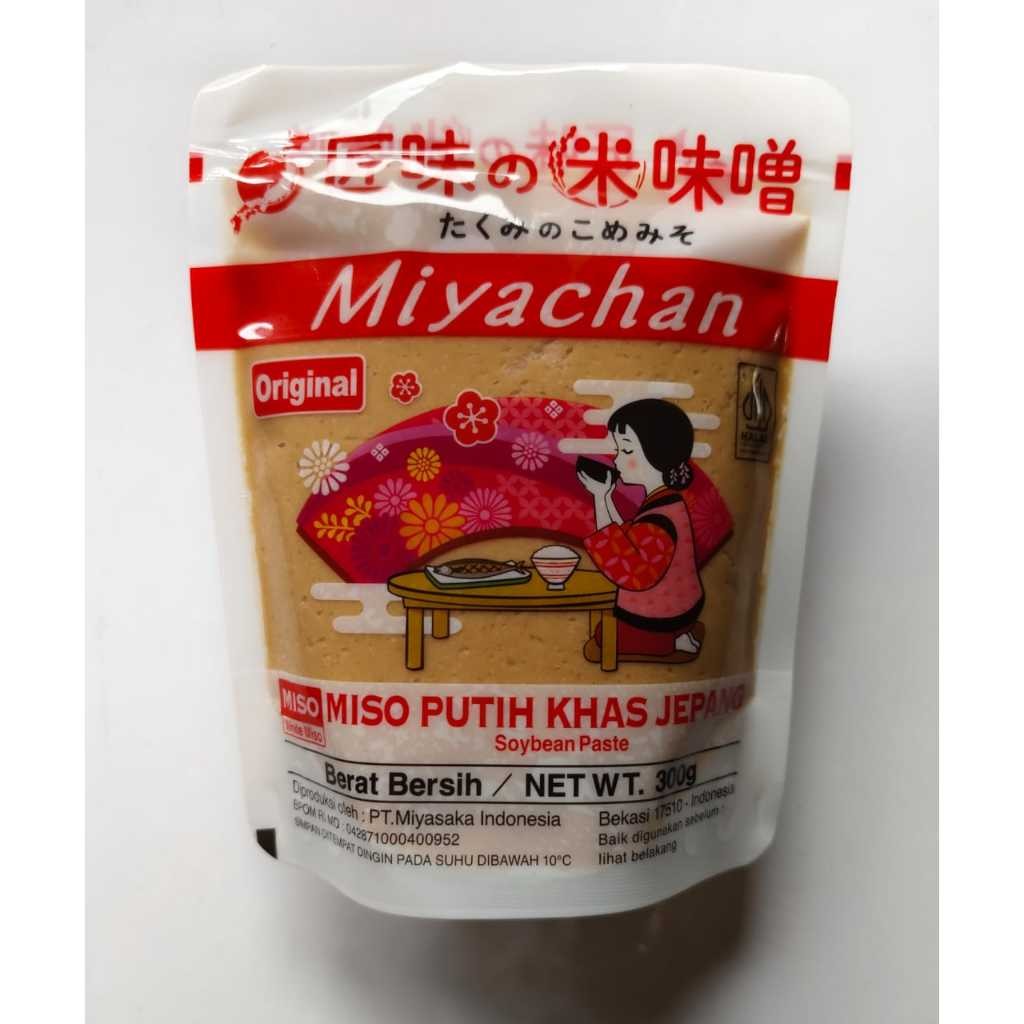 匠味の米味噌
たくみのこめみそ
Miyachan
Original
HALAL
MISO
White Miso
MISO PUTIH KHAS JEPANG
Soybean Paste
Berat Bersih / NET WT. 300g
Diproduksi oleh : PT.Miyasaka Indonesia
Bekasi 17510 - Indonesia
BPOM RI MD : 042871000400952
Baik digunakan sebelum :
SIMPAN DITEMPAT DINGIN PADA SUHU DIBAWAH 10°C
lihat belakang